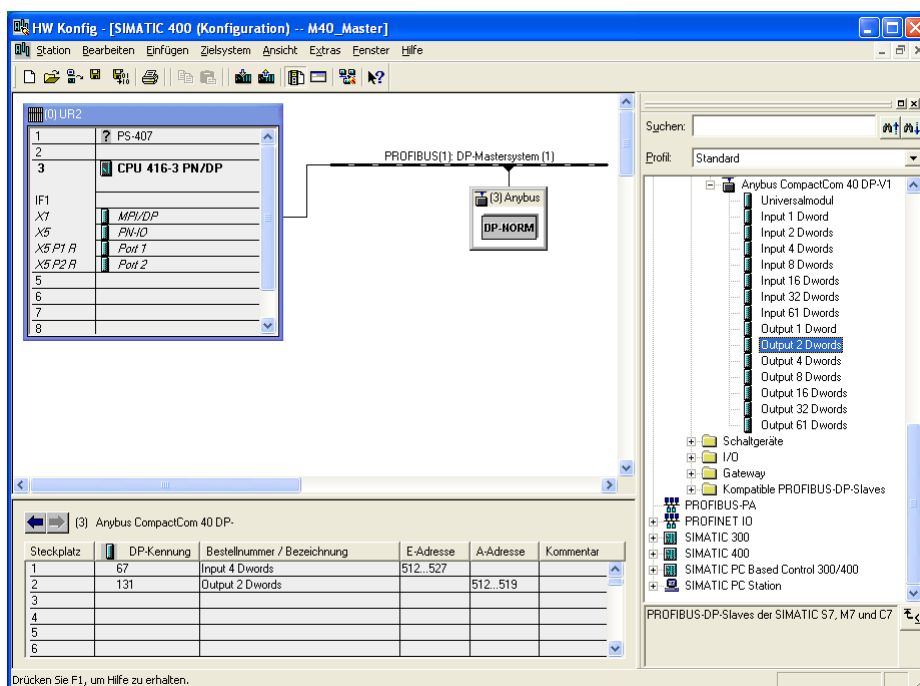 HW Konfig - [SIMATIC 400 (Konfiguration) -- M40_Master]
Station Bearbeiten Einfügen Zielsystem Ansicht Extras Fenster Hilfe
(0) UR2
1 ? PS-407
2
3 CPU 416-3 PN/DP
IF1
X1 MPI/DP
X5 PN-IO
X5 P1 R Port 1
X5 P2 R Port 2
5
6
7
8
PROFIBUS(1): DP-Mastersystem (1)
(3) Anybus
DP-NORM
Suchen:
Profil: Standard
Anybus CompactCom 40 DP-V1
Universalmodul
Input 1 Dword
Input 2 Dwords
Input 4 Dwords
Input 8 Dwords
Input 16 Dwords
Input 32 Dwords
Input 61 Dwords
Output 1 Dword
Output 2 Dwords
Output 4 Dwords
Output 8 Dwords
Output 16 Dwords
Output 32 Dwords
Output 61 Dwords
Schaltgeräte
I/O
Gateway
Kompatible PROFIBUS-DP-Slaves
PROFIBUS-PA
PROFINET IO
SIMATIC 300
SIMATIC 400
SIMATIC PC Based Control 300/400
SIMATIC PC Station
PROFIBUS-DP-Slaves der SIMATIC S7, M7 und C7
(3) Anybus CompactCom 40 DP-
Steckplatz DP-Kennung Bestellnummer / Bezeichnung E-Adresse A-Adresse Kommentar
1 67 Input 4 Dwords 512...527
2 131 Output 2 Dwords 512...519
3
4
5
6
Drücken Sie F1, um Hilfe zu erhalten.